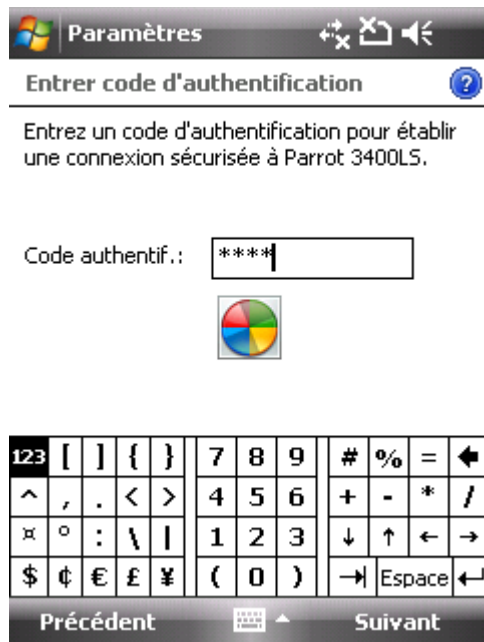 Paramètres
Entrer code d'authentification ?
Entrez un code d'authentification pour établir
une connexion sécurisée à Parrot 3400LS.
Code authentif.: ****
123 [ ] { } 7 8 9 # % = 🡄
^ , . < > 4 5 6 + - * /
¤ ° : \ | 1 2 3 ↓ ↑ ← →
$ ¢ € £ ¥ ( 0 ) →| Espace ↵
Précédent Suivant